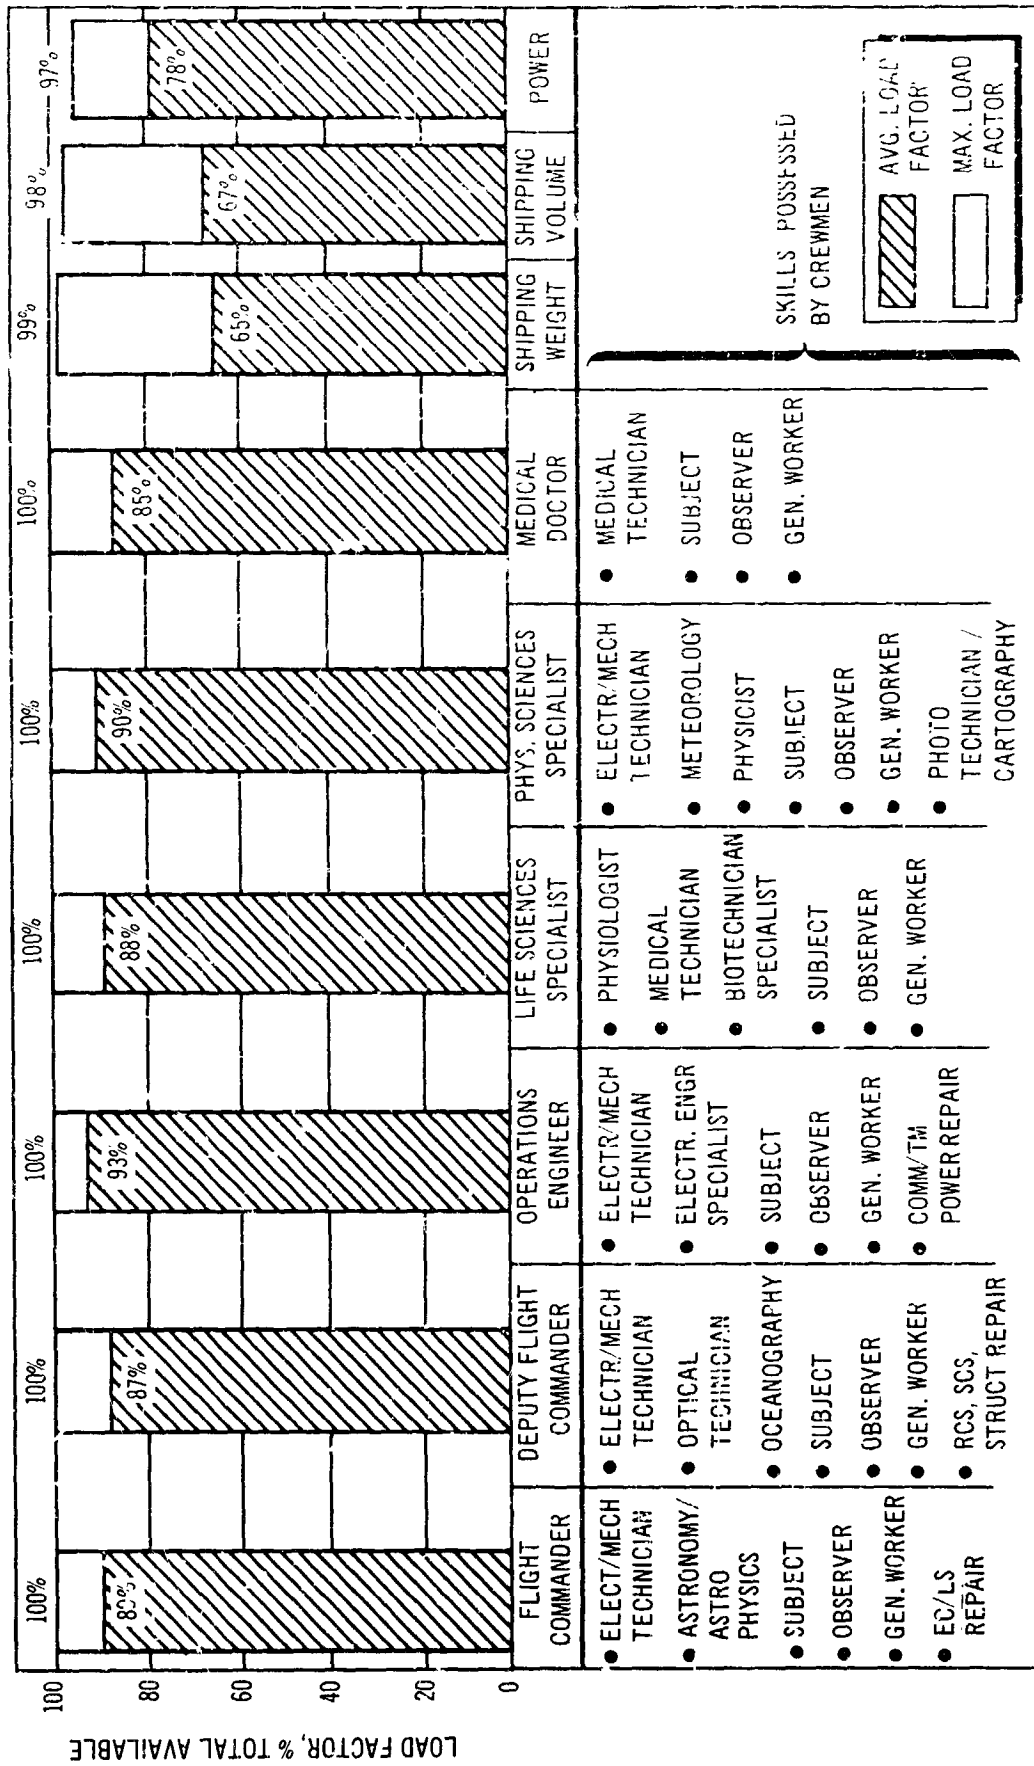 LOAD FACTOR, % TOTAL AVAILABLE
100
80
60
40
20
0
100%
100%
87%
100%
93%
100%
88%
100%
90%
100%
85%
99%
65%
98%
67%
97%
78%
FLIGHT
COMMANDER
DEPUTY FLIGHT
COMMANDER
OPERATIONS
ENGINEER
LIFE SCIENCES
SPECIALIST
PHYS. SCIENCES
SPECIALIST
MEDICAL
DOCTOR
SHIPPING
WEIGHT
SHIPPING
VOLUME
POWER
● ELECT/MECH
TECHNICIAN
● ASTRONOMY/
ASTRO
PHYSICS
● SUBJECT
● OBSERVER
● GEN. WORKER
● EC/LS
REPAIR
● ELECTR/MECH
TECHNICIAN
● OPTICAL
TECHNICIAN
● OCEANOGRAPHY
● SUBJECT
● OBSERVER
● GEN. WORKER
● RCS, SCS,
STRUCT REPAIR
● ELECTR/MECH
TECHNICIAN
● ELECTR. ENGR
SPECIALIST
● SUBJECT
● OBSERVER
● GEN. WORKER
● COMM/TM
POWER REPAIR
● PHYSIOLOGIST
● MEDICAL
TECHNICIAN
● BIOTECHNICIAN
SPECIALIST
● SUBJECT
● OBSERVER
● GEN. WORKER
● ELECTR/MECH
TECHNICIAN
● METEOROLOGY
● PHYSICIST
● SUBJECT
● OBSERVER
● GEN. WORKER
● PHOTO
TECHNICIAN /
CARTOGRAPHY
● MEDICAL
TECHNICIAN
● SUBJECT
● OBSERVER
● GEN. WORKER
SKILLS POSSESSED
BY CREWMEN
AVG. LOAD
FACTOR
MAX. LOAD
FACTOR